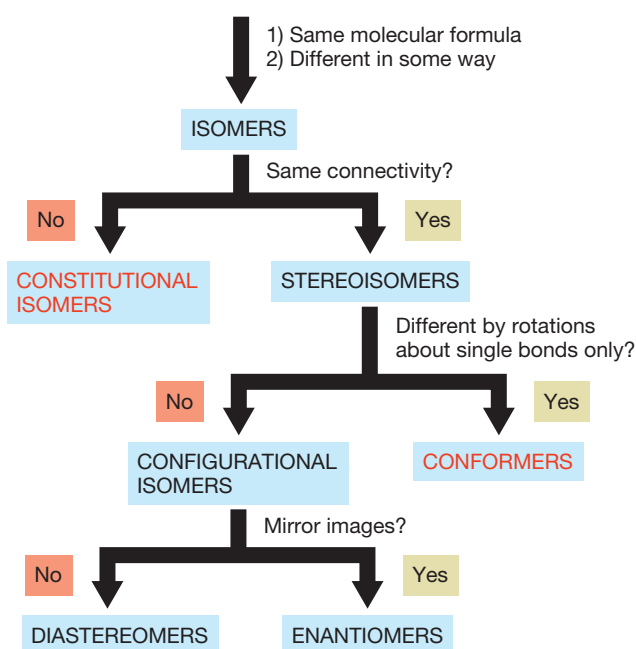 1) Same molecular formula
2) Different in some way
ISOMERS
Same connectivity?
No
Yes
CONSTITUTIONAL
ISOMERS
STEREOISOMERS
Different by rotations
about single bonds only?
No
Yes
CONFIGURATIONAL
ISOMERS
CONFORMERS
Mirror images?
No
Yes
DIASTEREOMERS
ENANTIOMERS